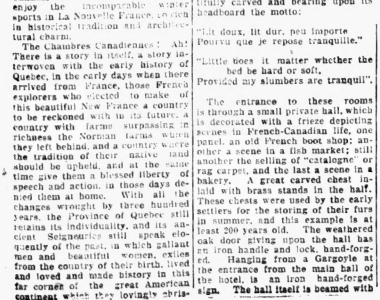 enjoy the incomparable winter
sports in La Nouvelle France, so rich
in historical tradition and architec-
tural charm.
The Chambres Canadiennes! Ah!
There is a story in itself, a story in-
terwoven with the early history of
Quebec, in the early days when there
arrived from France, those French
explorers who elected to make of
this beautiful New France a country
to be reckoned with in its future, a
country with farms surpassing in
richness the Norman farms which
they left behind, and a country where
the tradition of their native land
should be upheld, and at the same
time give them a blessed liberty of
speech and action, in those days de-
nied them at home. With all the
changes wrought by three hundred
years, the Province of Quebec still
retains its individuality, and its an-
cient Seignaries still speak elo-
quently of the past, in which gallant
men and beautiful women, exiles
from the country of their birth, lived
and loved and made history in this
far corner of the great American
continent which they lovingly chris-
tifully carved and bearing upon its
headboard the motto:
"Lit doux, lit dur, peu importe
Pourvu que je repose tranquille."
"Little does it matter whether the
bed be hard or soft,
Provided my slumbers are tranquil".
The entrance to these rooms
is through a small private hall, which
is decorated with a frieze depicting
scenes in French-Canadian life, one
panel, an old French boot shop; an-
other a scene in a fish market; still
another the selling of "catalogne" or
rag carpet, and the last a scene in a
bakery. A great carved chest in-
laid with brass stands in the hall.
These chests were used by the early
settlers for the storing of their furs
in summer, and this example is at
least 200 years old. The weathered
oak door giving upon the hall has
an iron handle and lock, hand-forg-
ed. Hanging from a Gargoyle at
the entrance from the main hall of
the hotel, is an iron hand-forged
sign. The hall itself is beamed with